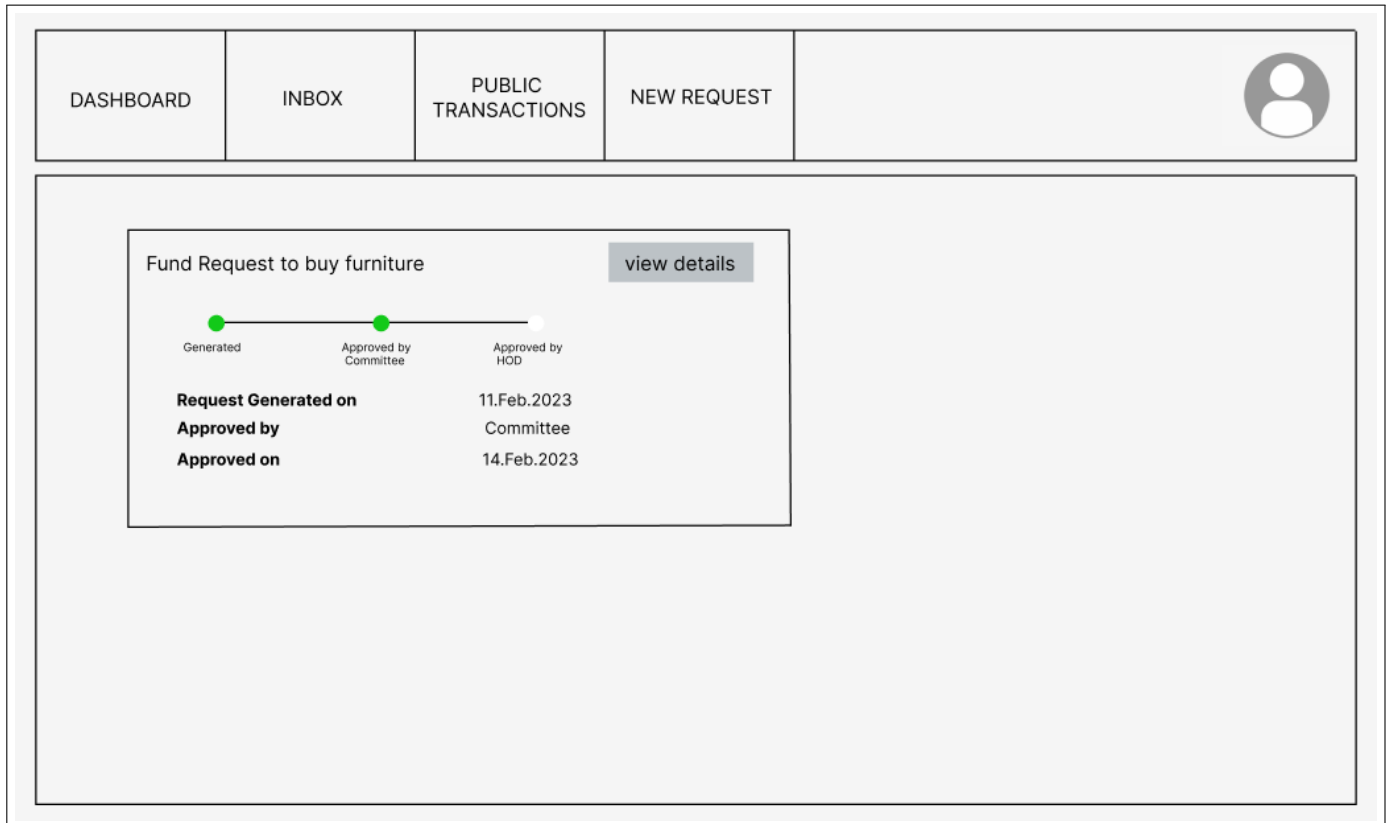 DASHBOARD
INBOX
PUBLIC
TRANSACTIONS
NEW REQUEST
Fund Request to buy furniture
view details
Generated
Approved by
Committee
Approved by
HOD
Request Generated on 11.Feb.2023
Approved by Committee
Approved on 14.Feb.2023